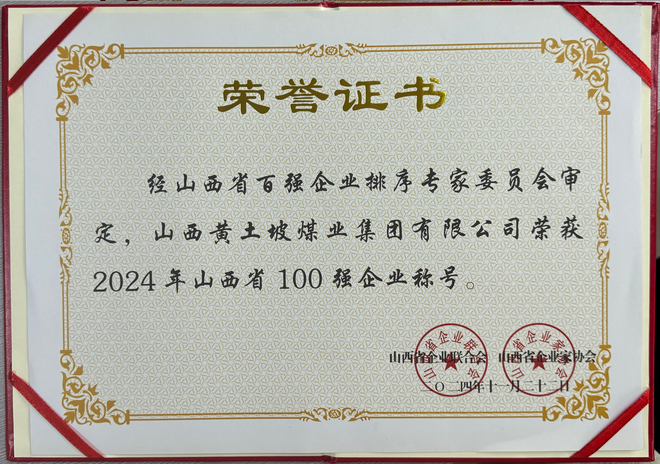 荣誉证书
经山西省百强企业排序专家委员会审
定，山西黄土坡煤业集团有限公司荣获
2024年山西省100强企业称号。
山西省企业联合会 山西省企业家协会
二〇二四年十一月二十二日